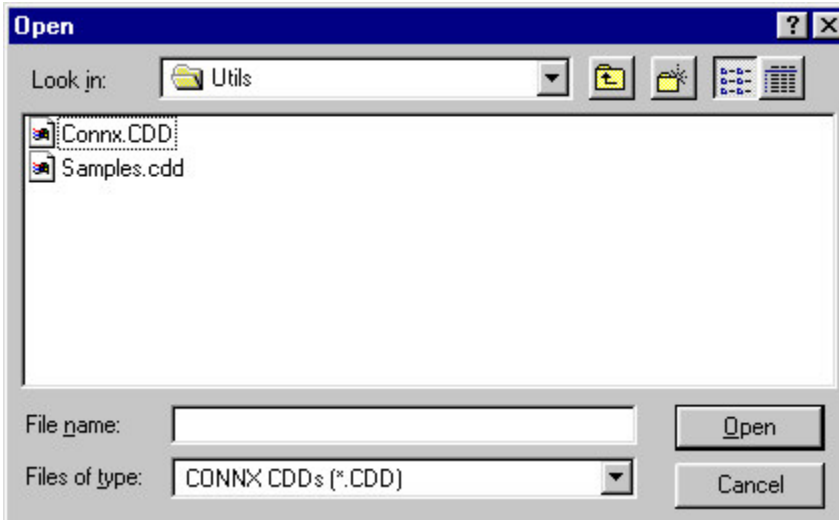 Open
Look in: Utils
Connx.CDD
Samples.cdd
File name: Open
Files of type: CONNX CDDs (*.CDD) Cancel